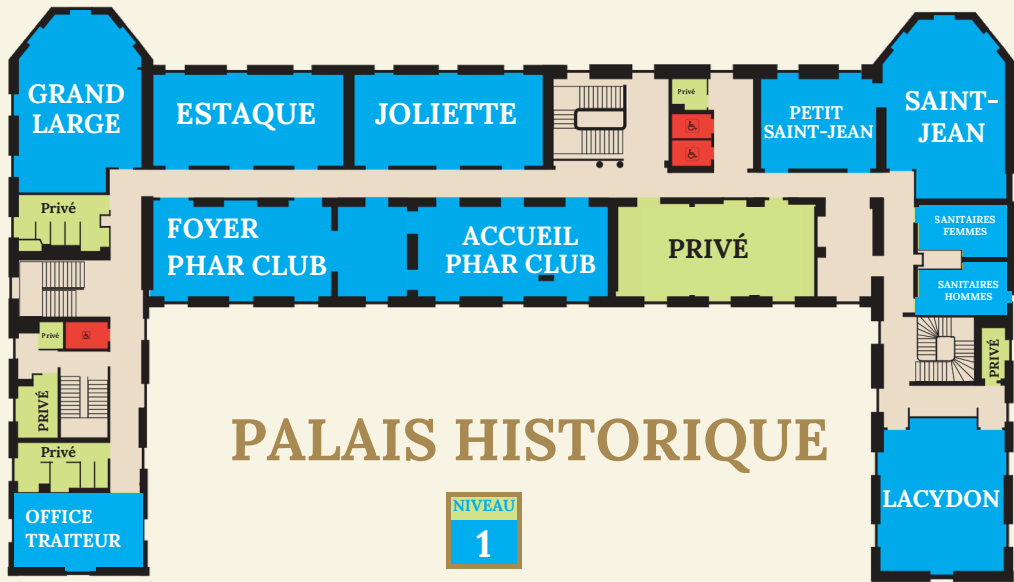 GRAND
LARGE
ESTAQUE
JOLIETTE
Privé
PETIT
SAINT-JEAN
SAINT-
JEAN
Privé
FOYER
PHAR CLUB
ACCUEIL
PHAR CLUB
PRIVÉ
SANITAIRES
FEMMES
SANITAIRES
HOMMES
Privé
PRIVÉ
PRIVÉ
Privé
PALAIS HISTORIQUE
LACYDON
OFFICE
TRAITEUR
NIVEAU
1